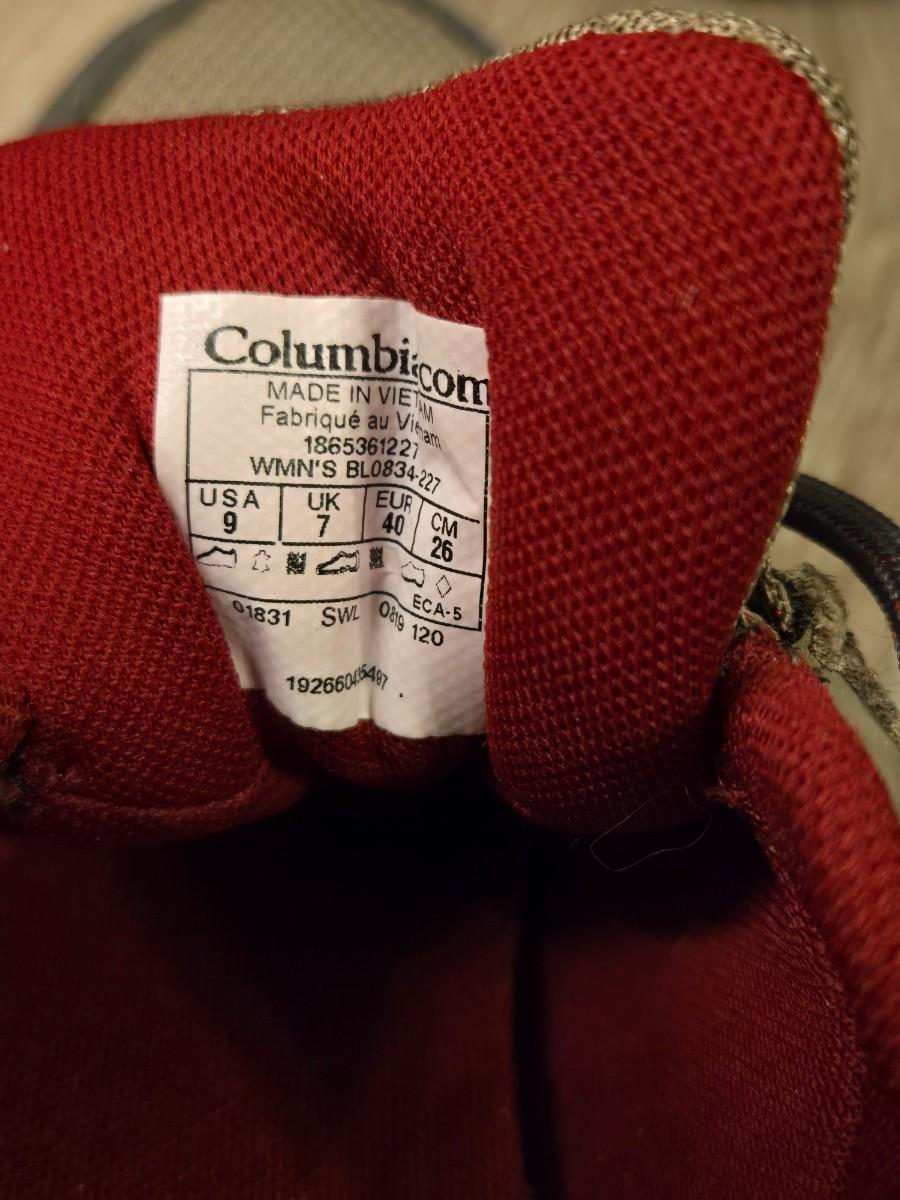 Columbia.com
MADE IN VIETNAM
Fabriqué au Vietnam
1865361227
WMN'S BL0834-227
USA UK EUR CM
9 7 40 26
ECA-5
01831 SWL 0819 120